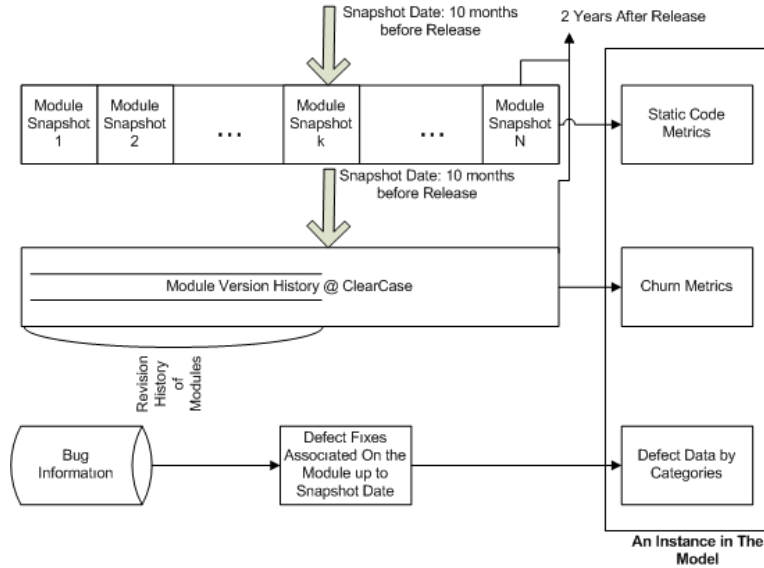 Snapshot Date: 10 months
before Release
2 Years After Release
Module
Snapshot
1
Module
Snapshot
2
...
Module
Snapshot
k
...
Module
Snapshot
N
Static Code
Metrics
Snapshot Date: 10 months
before Release
Module Version History @ ClearCase
Churn Metrics
Revision
History
of
Modules
Bug
Information
Defect Fixes
Associated On the
Module up to
Snapshot Date
Defect Data by
Categories
An Instance in The
Model